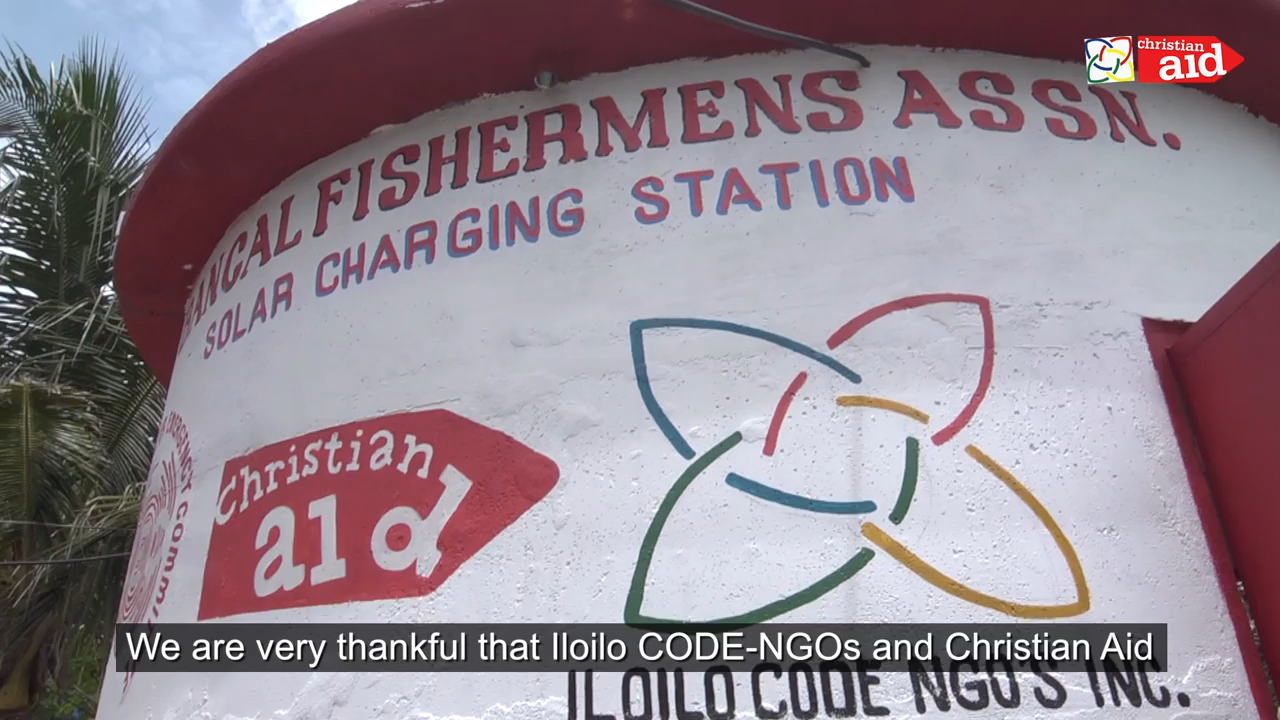 christian
aid
FISHERMENS ASSN.
SOLAR CHARGING STATION
christian
aid
We are very thankful that Iloilo CODE-NGOs and Christian Aid
ILOILO CODE NGO'S INC.